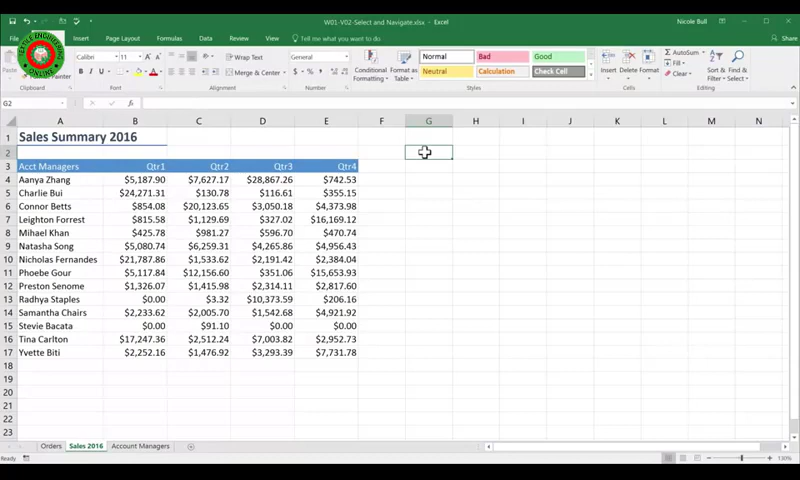 W01-V02-Select and Navigate.xlsx - Excel
Nicole Bull
File Insert Page Layout Formulas Data Review View Tell me what you want to do Share
TEXTILE ENGINEERING ONLINE
Paste Painter Calibri 11 Wrap Text General Conditional Formatting Format as Table Normal Bad Good Insert Delete Format AutoSum Fill Sort & Filter Find & Select
B I U Merge & Center $ % Neutral Calculation Check Cell Clear
Clipboard Font Alignment Number Styles Cells Editing
G2 fx
A B C D E F G H I J K L M N
1 Sales Summary 2016
2
3 Acct Managers Qtr1 Qtr2 Qtr3 Qtr4
4 Aanya Zhang $5,187.90 $7,627.17 $28,867.26 $742.53
5 Charlie Bui $24,271.31 $130.78 $116.61 $355.15
6 Connor Betts $854.08 $20,123.65 $3,050.18 $4,373.98
7 Leighton Forrest $815.58 $1,129.69 $327.02 $16,169.12
8 Mihael Khan $425.78 $981.27 $596.70 $470.74
9 Natasha Song $5,080.74 $6,259.31 $4,265.86 $4,956.43
10 Nicholas Fernandes $21,787.86 $1,533.62 $2,191.42 $2,384.04
11 Phoebe Gour $5,117.84 $12,156.60 $351.06 $15,653.93
12 Preston Senome $1,326.07 $1,415.98 $2,314.11 $2,817.60
13 Radhya Staples $0.00 $3.32 $10,373.59 $206.16
14 Samantha Chairs $2,233.62 $2,005.70 $1,542.68 $4,921.92
15 Stevie Bacata $0.00 $91.10 $0.00 $0.00
16 Tina Carlton $17,247.36 $2,512.24 $7,003.82 $2,952.73
17 Yvette Biti $2,252.16 $1,476.92 $3,293.39 $7,731.78
18
19
20
21
22
23
Orders Sales 2016 Account Managers
Ready 130%